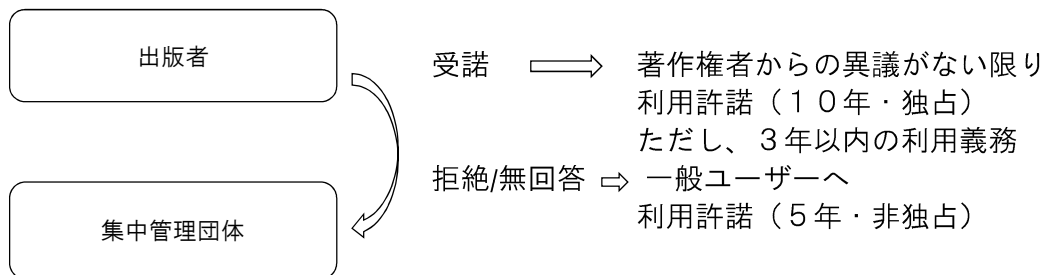 出版者
受諾 著作権者からの異議がない限り
利用許諾（１０年・独占）
ただし、３年以内の利用義務
拒絶/無回答 一般ユーザーへ
利用許諾（５年・非独占）
集中管理団体